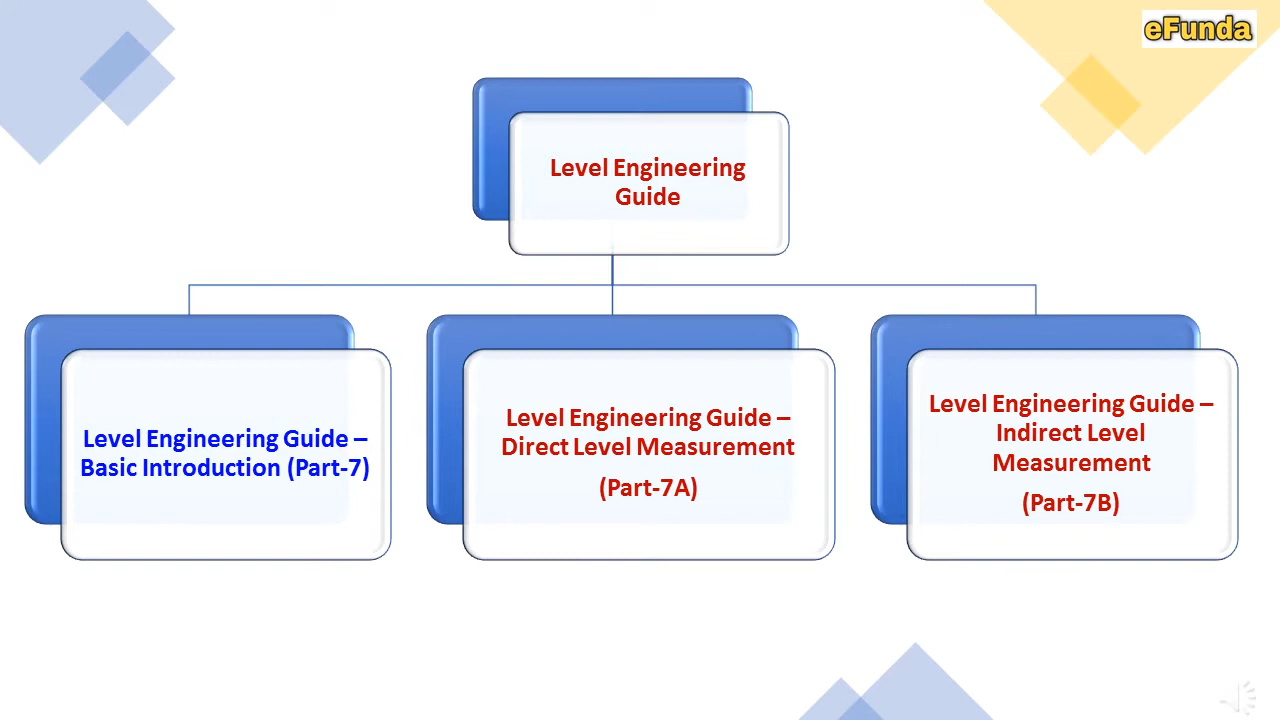 eFunda
Level Engineering
Guide
Level Engineering Guide –
Basic Introduction (Part-7)
Level Engineering Guide –
Direct Level Measurement
(Part-7A)
Level Engineering Guide –
Indirect Level
Measurement
(Part-7B)